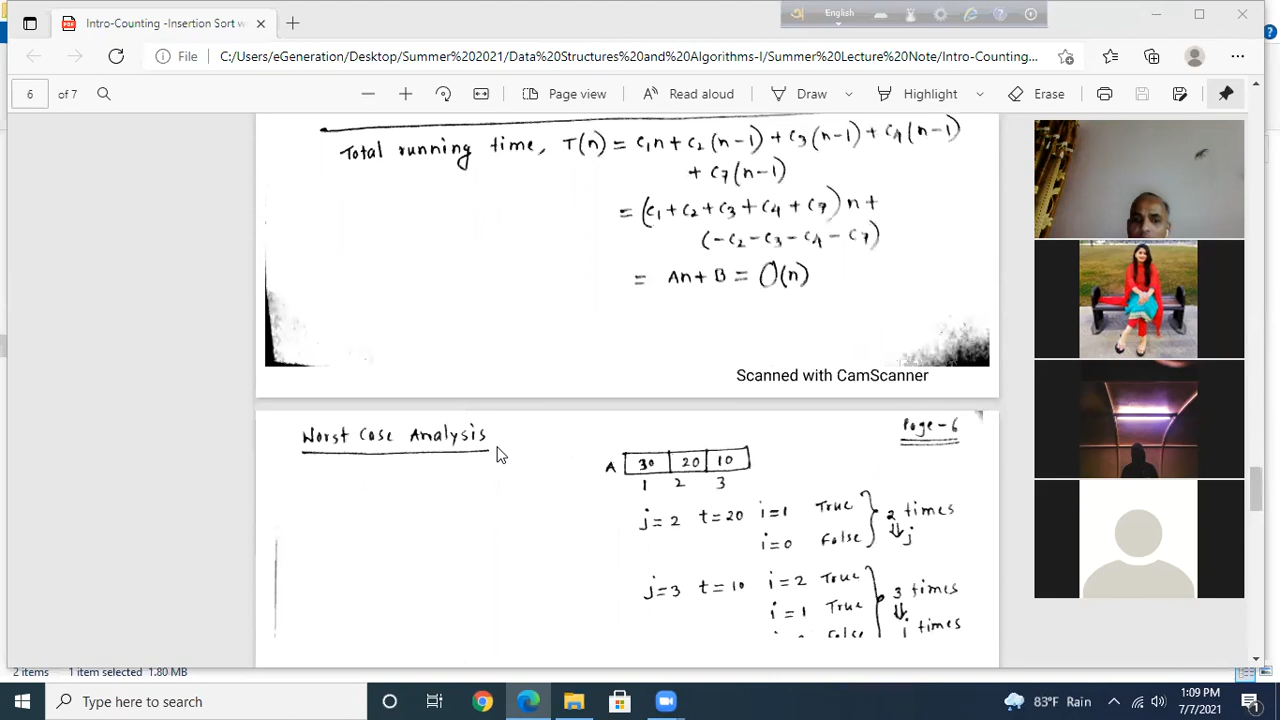 Intro-Counting -Insertion Sort w
English
File
C:/Users/eGeneration/Desktop/Summer%202021/Data%20Structures%20and%20Algorithms-I/Summer%20Lecture%20Note/Intro-Counting...
6 of 7
Page view
Read aloud
Draw
Highlight
Erase
Total running time, T(n) = c₁n + c₂(n-1) + c₃(n-1) + c₄(n-1)
+ c₇(n-1)
= (c₁ + c₂ + c₃ + c₄ + c₇) n +
(-c₂ - c₃ - c₄ - c₇)
= An + B = O(n)
Scanned with CamScanner
Worst Case Analysis
Page-6
A 30 20 10
1 2 3
j=2 t=20 i=1 True
2 times
i=0 False
j
j=3 t=10 i=2 True
3 times
i=1 True
j times
False
2 items 1 item selected 1.80 MB
Type here to search
83°F Rain
1:09 PM
7/7/2021
1